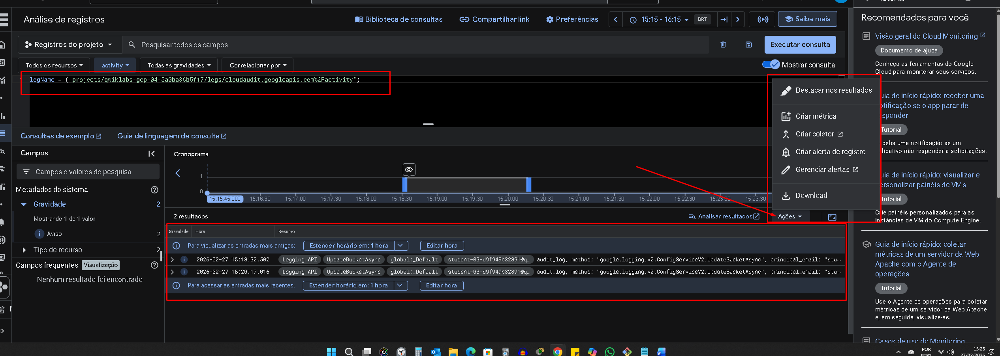 Análise de registros
Biblioteca de consultas
Compartilhar link
Preferências
15:15 - 16:15
BRT
Saiba mais
Registros do projeto
Pesquisar todos os campos
Executar consulta
Todos os recursos
activity
Todas as gravidades
Correlacionar por
Mostrar consulta
logName = ("projects/qwiklabs-gcp-04-5a0ba36b5f17/logs/cloudaudit.googleapis.com%2Factivity")
Destacar nos resultados
Criar métrica
Criar coletor
Criar alerta de registro
Gerenciar alertas
Download
Consultas de exemplo
Guia de linguagem de consulta
Campos
Campos e valores de pesquisa
Metadados do sistema
Gravidade 2
Mostrando 1 de 1 valor
Aviso 2
Tipo de recurso 2
Campos frequentes Visualização
Nenhum resultado foi encontrado
Cronograma
1
0
15:15:45.000 15:16:30 15:17:00 15:17:30 15:18:00 15:18:30 15:19:00 15:19:30 15:20:00 15:20:30 15:21:00 15:21:30 15:22:00 15:22:30 15:23:00 15:23:30
2 resultados
Analisar resultados
Ações
Gravidade Hora Resumo
Para visualizar as entradas mais antigas: Estender horário em: 1 hora Editar hora
2026-02-27 15:18:32.502 Logging API UpdateBucketAsync global:_Default student-03-d9f949b32891@q… audit_log, method: "google.logging.v2.ConfigServiceV2.UpdateBucketAsync", principal_email: "stu…
2026-02-27 15:20:17.016 Logging API UpdateBucketAsync global:_Default student-03-d9f949b32891@q… audit_log, method: "google.logging.v2.ConfigServiceV2.UpdateBucketAsync", principal_email: "stu…
Para acessar as entradas mais recentes: Estender horário em: 1 hora Editar hora
Recomendados para você
Visão geral do Cloud Monitoring
Documento de ajuda
Conheça as ferramentas do Google
Cloud para monitorar seus serviços.
uia de início rápido: receber uma
otificação se o app parar de
sponder
Tutorial
ceba uma notificação se um
licativo não responder a solicitações.
uia de início rápido: visualizar e
ersonalizar painéis de VMs
Tutorial
Crie painéis personalizados para as
instâncias de VM do Compute Engine.
Guia de início rápido: coletar
métricas de um servidor da Web
Apache com o Agente de
operações
Tutorial
Use o Agente de operações para coletar
métricas de um servidor da Web Apache
e, em seguida, visualize-as.
Casos de uso do Monitoring
POR
PTB2
15:25
27/02/2026